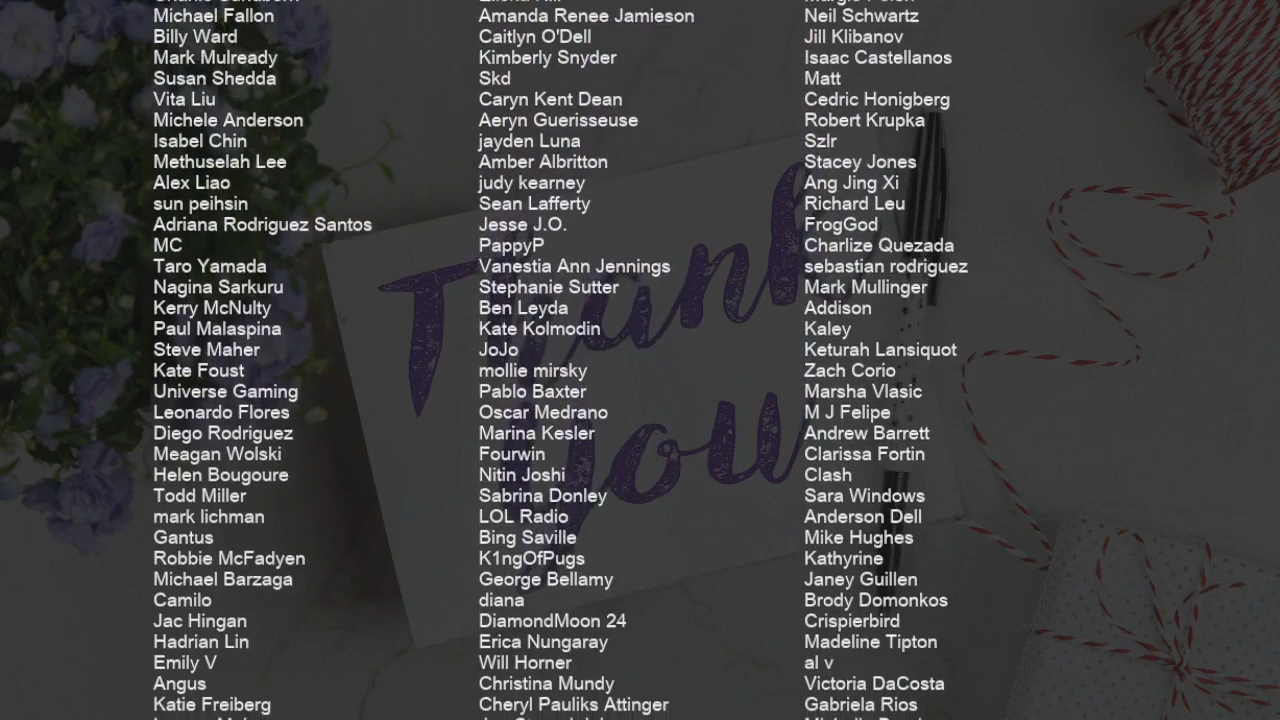 Michael Fallon
Billy Ward
Mark Mulready
Susan Shedda
Vita Liu
Michele Anderson
Isabel Chin
Methuselah Lee
Alex Liao
sun peihsin
Adriana Rodriguez Santos
MC
Taro Yamada
Nagina Sarkuru
Kerry McNulty
Paul Malaspina
Steve Maher
Kate Foust
Universe Gaming
Leonardo Flores
Diego Rodriguez
Meagan Wolski
Helen Bougoure
Todd Miller
mark lichman
Gantus
Robbie McFadyen
Michael Barzaga
Camilo
Jac Hingan
Hadrian Lin
Emily V
Angus
Katie Freiberg
Amanda Renee Jamieson
Caitlyn O'Dell
Kimberly Snyder
Skd
Caryn Kent Dean
Aeryn Guerisseuse
jayden Luna
Amber Albritton
judy kearney
Sean Lafferty
Jesse J.O.
PappyP
Vanestia Ann Jennings
Stephanie Sutter
Ben Leyda
Kate Kolmodin
JoJo
mollie mirsky
Pablo Baxter
Oscar Medrano
Marina Kesler
Fourwin
Nitin Joshi
Sabrina Donley
LOL Radio
Bing Saville
K1ngOfPugs
George Bellamy
diana
DiamondMoon 24
Erica Nungaray
Will Horner
Christina Mundy
Cheryl Pauliks Attinger
Neil Schwartz
Jill Klibanov
Isaac Castellanos
Matt
Cedric Honigberg
Robert Krupka
Szlr
Stacey Jones
Ang Jing Xi
Richard Leu
FrogGod
Charlize Quezada
sebastian rodriguez
Mark Mullinger
Addison
Kaley
Keturah Lansiquot
Zach Corio
Marsha Vlasic
M J Felipe
Andrew Barrett
Clarissa Fortin
Clash
Sara Windows
Anderson Dell
Mike Hughes
Kathyrine
Janey Guillen
Brody Domonkos
Crispierbird
Madeline Tipton
al v
Victoria DaCosta
Gabriela Rios
Thank
you